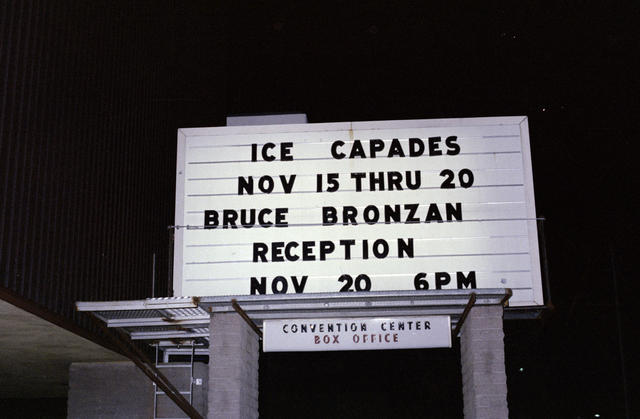 ICE CAPADES
NOV 15 THRU 20
BRUCE BRONZAN
RECEPTION
NOV 20 6PM
CONVENTION CENTER
BOX OFFICE